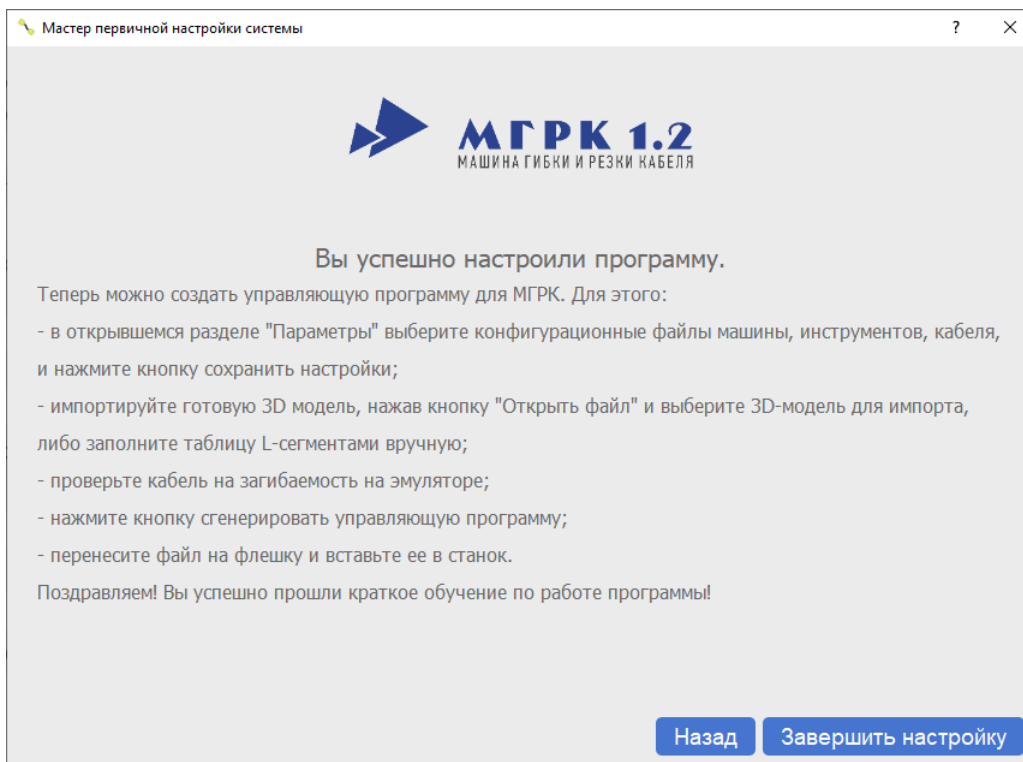 Мастер первичной настройки системы
?
МГРК 1.2
МАШИНА ГИБКИ И РЕЗКИ КАБЕЛЯ
Вы успешно настроили программу.
Теперь можно создать управляющую программу для МГРК. Для этого:
- в открывшемся разделе "Параметры" выберите конфигурационные файлы машины, инструментов, кабеля,
и нажмите кнопку сохранить настройки;
- импортируйте готовую 3D модель, нажав кнопку "Открыть файл" и выберите 3D-модель для импорта,
либо заполните таблицу L-сегментами вручную;
- проверьте кабель на загибаемость на эмуляторе;
- нажмите кнопку сгенерировать управляющую программу;
- перенесите файл на флешку и вставьте ее в станок.
Поздравляем! Вы успешно прошли краткое обучение по работе программы!
Назад
Завершить настройку